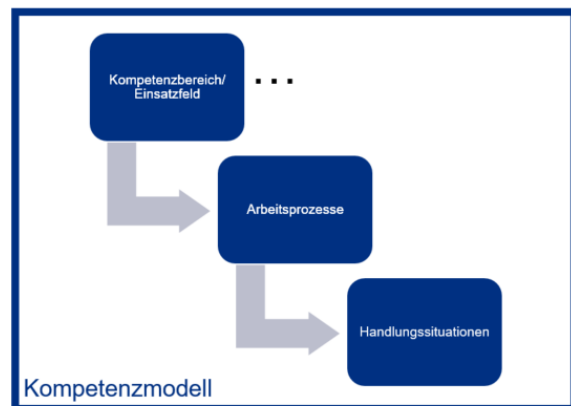 Kompetenzbereich/
Einsatzfeld
...
Arbeitsprozesse
Handlungssituationen
Kompetenzmodell